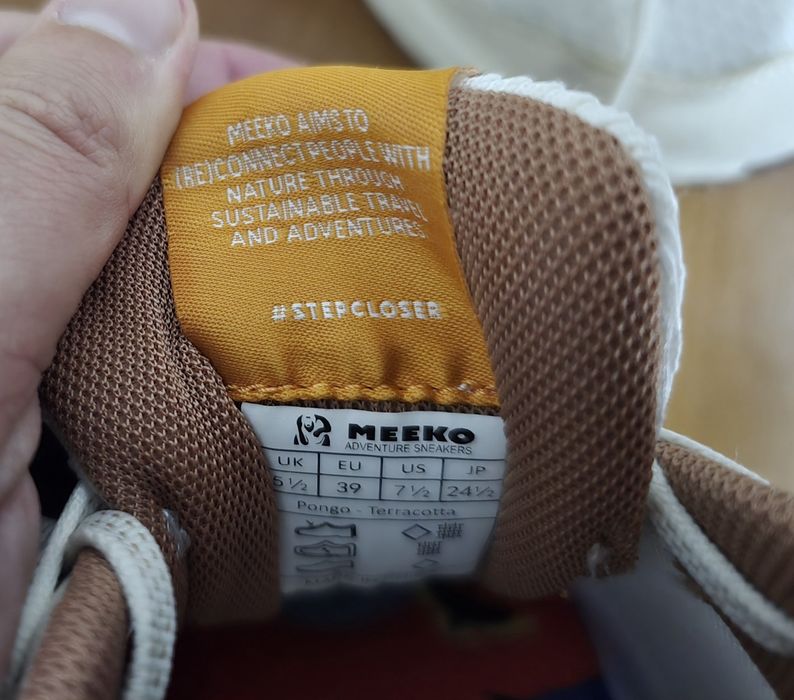 MEEKO AIMS TO
(RE)CONNECT PEOPLE WITH
NATURE THROUGH
SUSTAINABLE TRAVEL
AND ADVENTURES
#STEPCLOSER
MEEKO
ADVENTURE SNEAKERS
UK EU US JP
5½ 39 7½ 24½
Pongo - Terracotta